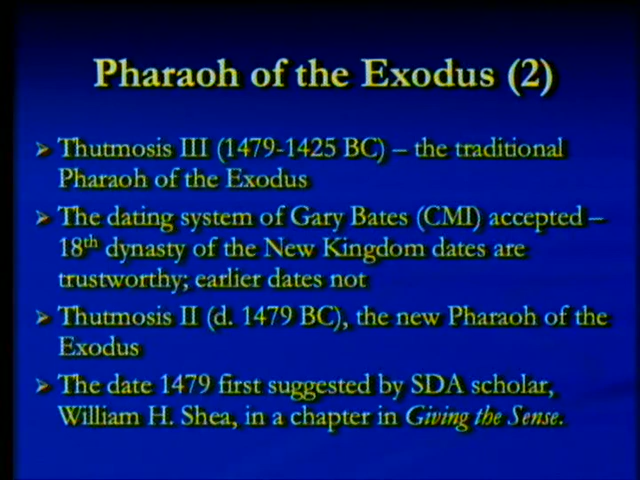 Pharaoh of the Exodus (2)
➤ Thutmosis III (1479-1425 BC) – the traditional
Pharaoh of the Exodus
➤ The dating system of Gary Bates (CMI) accepted –
18th dynasty of the New Kingdom dates are
trustworthy; earlier dates not
➤ Thutmosis II (d. 1479 BC), the new Pharaoh of the
Exodus
➤ The date 1479 first suggested by SDA scholar,
William H. Shea, in a chapter in Giving the Sense.